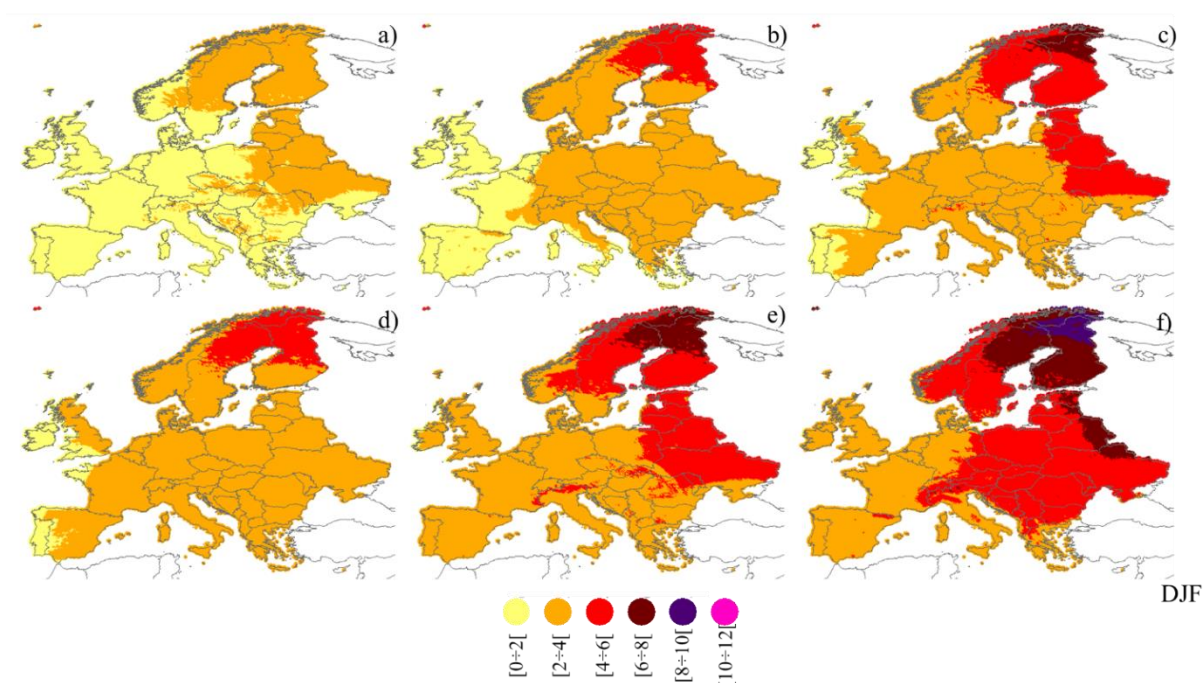 a)
b)
c)
d)
e)
f)
DJF
[0÷2[
[2÷4[
[4÷6[
[6÷8[
[8÷10[
[10÷12[